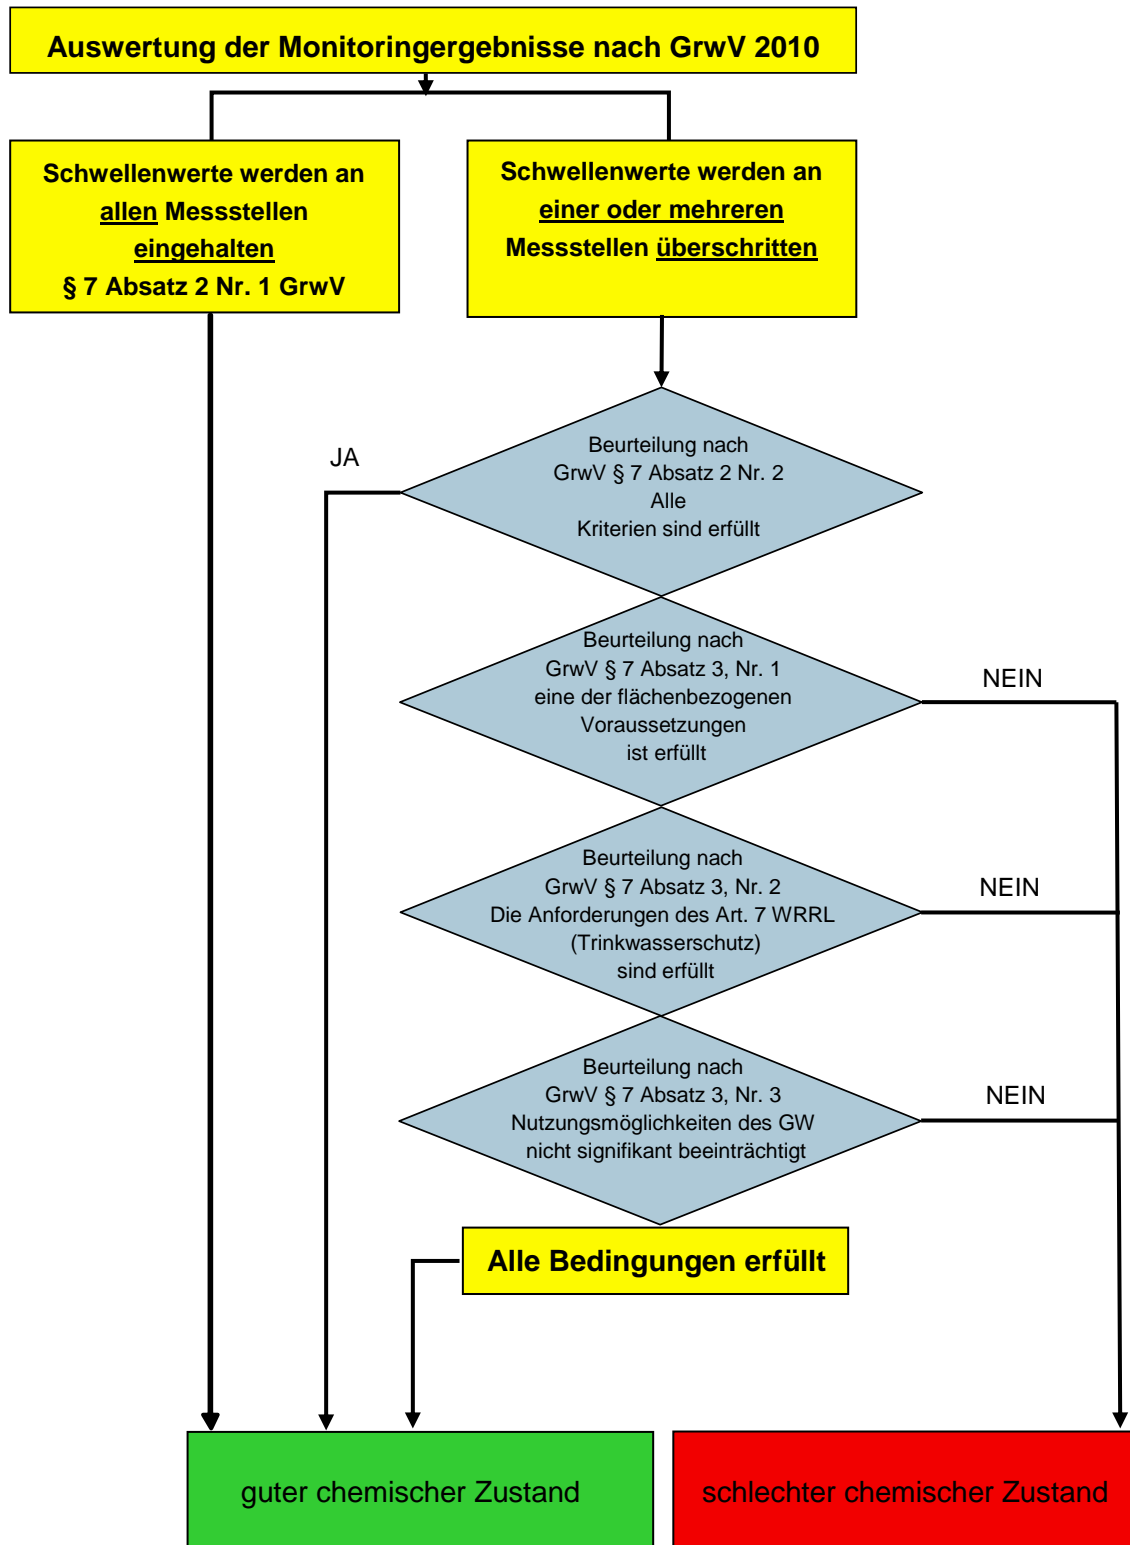 Auswertung der Monitoringergebnisse nach GrwV 2010
Schwellenwerte werden an
allen Messstellen
eingehalten
§ 7 Absatz 2 Nr. 1 GrwV
Schwellenwerte werden an
einer oder mehreren
Messstellen überschritten
JA
Beurteilung nach
GrwV § 7 Absatz 2 Nr. 2
Alle
Kriterien sind erfüllt
Beurteilung nach
GrwV § 7 Absatz 3, Nr. 1
eine der flächenbezogenen
Voraussetzungen
ist erfüllt
NEIN
Beurteilung nach
GrwV § 7 Absatz 3, Nr. 2
Die Anforderungen des Art. 7 WRRL
(Trinkwasserschutz)
sind erfüllt
NEIN
Beurteilung nach
GrwV § 7 Absatz 3, Nr. 3
Nutzungsmöglichkeiten des GW
nicht signifikant beeinträchtigt
NEIN
Alle Bedingungen erfüllt
guter chemischer Zustand
schlechter chemischer Zustand